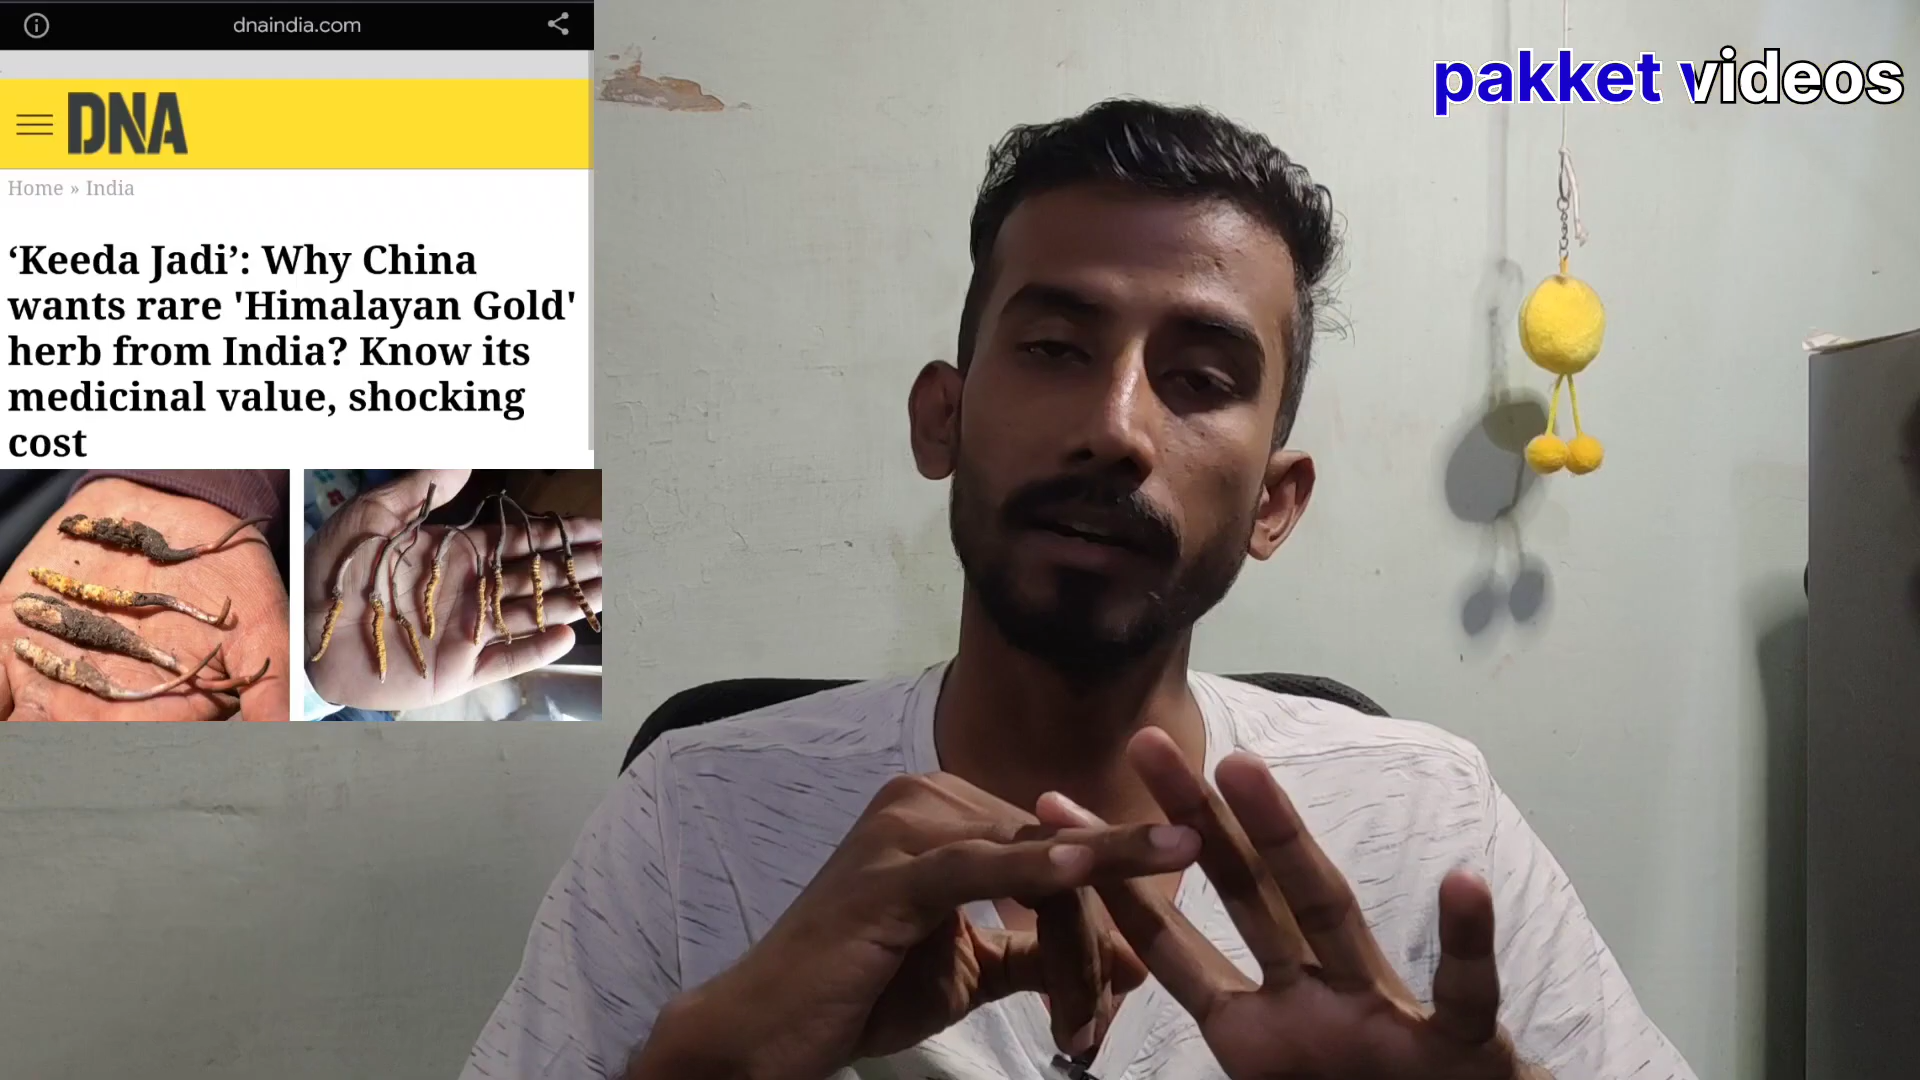 dnaindia.com
DNA
Home » India
‘Keeda Jadi’: Why China
wants rare 'Himalayan Gold'
herb from India? Know its
medicinal value, shocking
cost
pakket videos